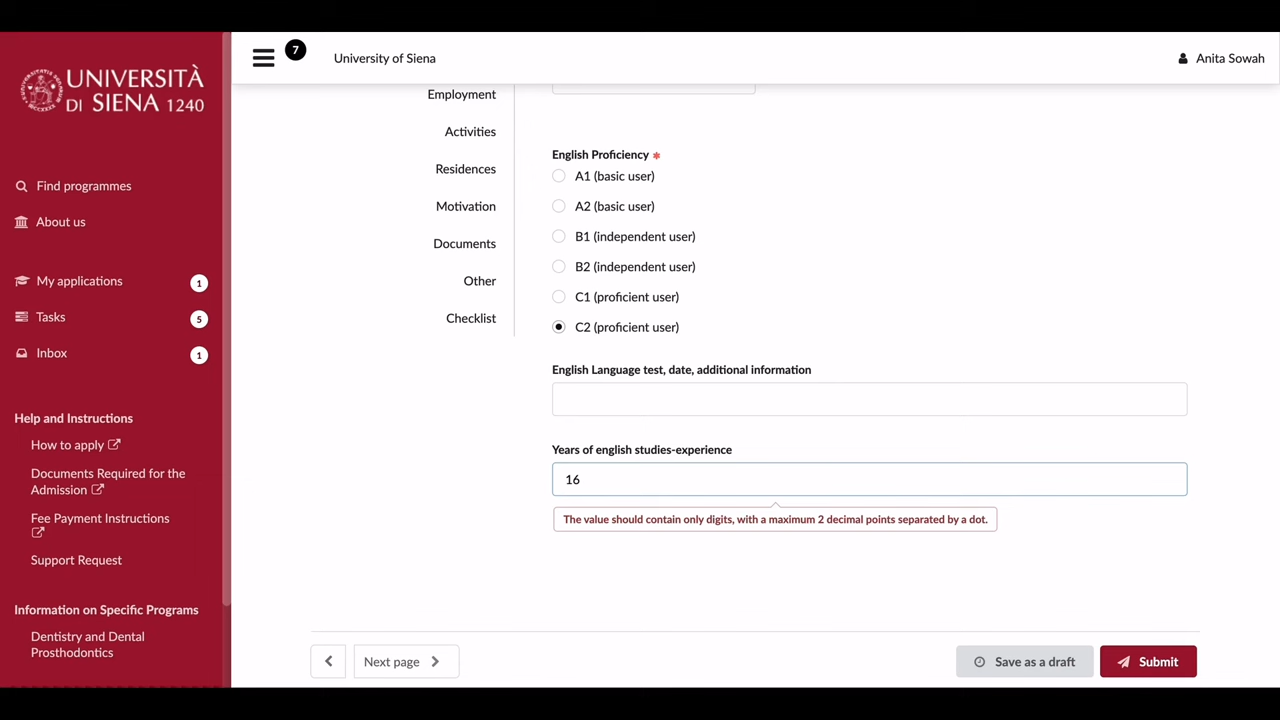 UNIVERSITÀ
DI SIENA 1240
Find programmes
About us
My applications
1
Tasks
5
Inbox
1
Help and Instructions
How to apply
Documents Required for the
Admission
Fee Payment Instructions
Support Request
Information on Specific Programs
Dentistry and Dental
Prosthodontics
7
University of Siena
Anita Sowah
Employment
Activities
Residences
Motivation
Documents
Other
Checklist
English Proficiency *
A1 (basic user)
A2 (basic user)
B1 (independent user)
B2 (independent user)
C1 (proficient user)
C2 (proficient user)
English Language test, date, additional information
Years of english studies-experience
16
The value should contain only digits, with a maximum 2 decimal points separated by a dot.
Next page
Save as a draft
Submit